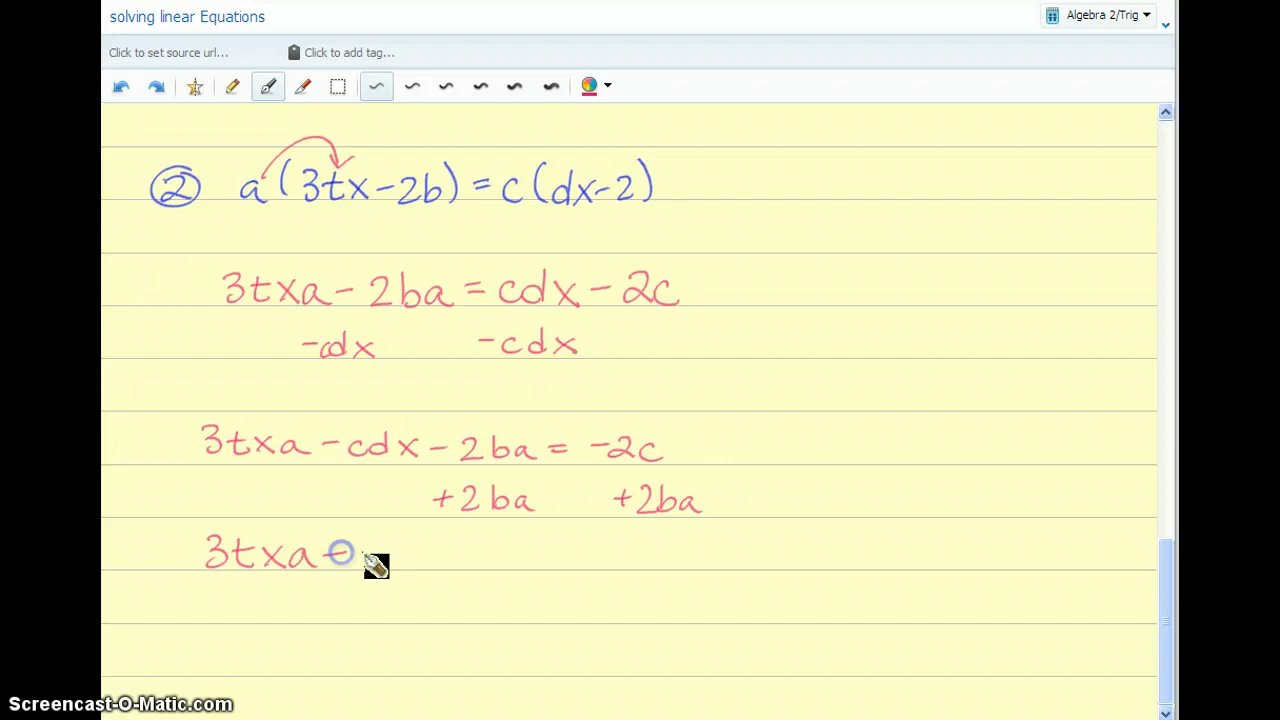 solving linear Equations
Algebra 2/Trig
Click to set source url...
Click to add tag...
② a(3tx-2b)=c(dx-2)
3txa - 2ba = cdx - 2c
-cdx -cdx
3txa - cdx - 2ba = -2c
+2ba +2ba
3txa -
Screencast-O-Matic.com